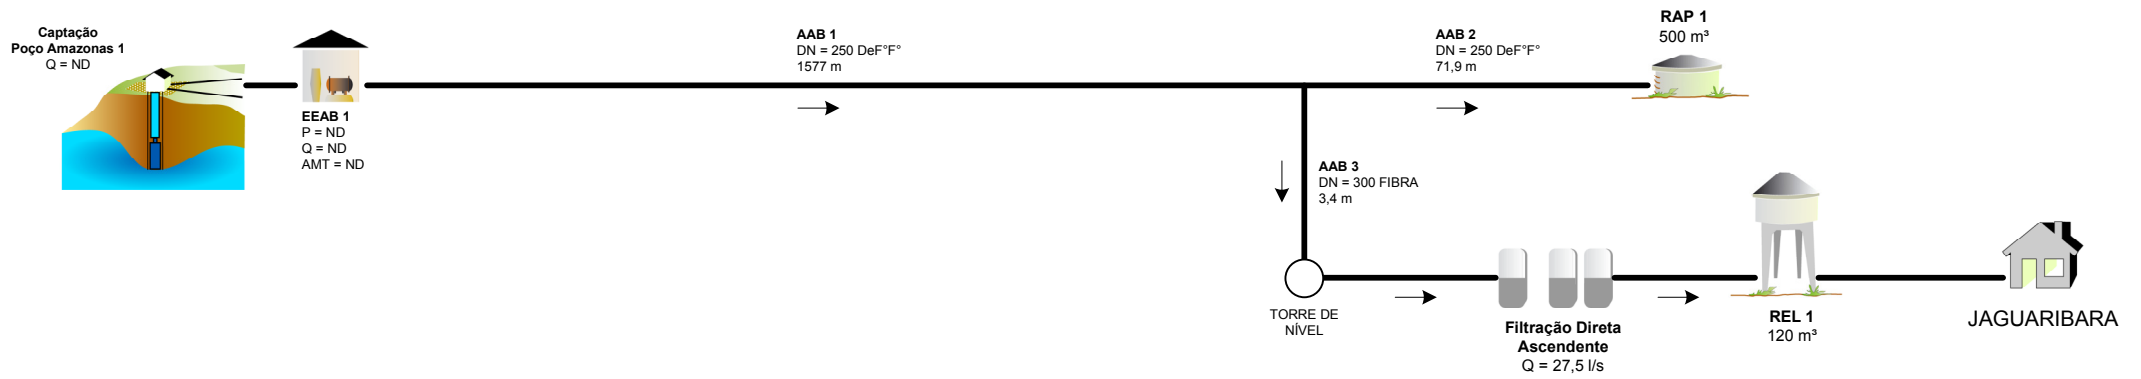 Captação
Poço Amazonas 1
Q = ND
EEAB 1
P = ND
Q = ND
AMT = ND
AAB 1
DN = 250 DeF°F°
1577 m
AAB 2
DN = 250 DeF°F°
71,9 m
RAP 1
500 m³
AAB 3
DN = 300 FIBRA
3,4 m
TORRE DE
NÍVEL
Filtração Direta
Ascendente
Q = 27,5 l/s
REL 1
120 m³
JAGUARIBARA